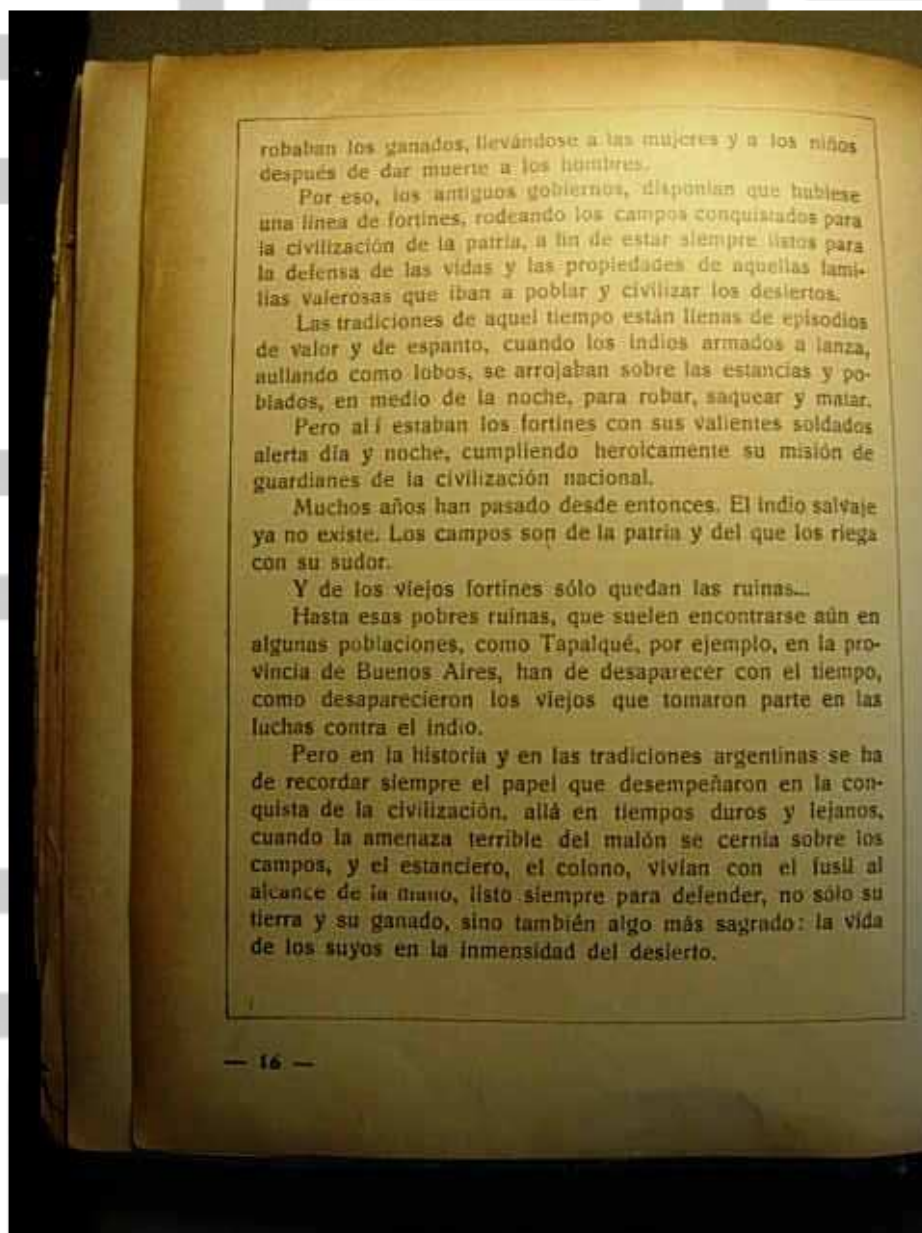 robaban los ganados, llevándose a las mujeres y a los niños
después de dar muerte a los hombres.
Por eso, los antiguos gobiernos, disponían que hubiese
una línea de fortines, rodeando los campos conquistados para
la civilización de la patria, a fin de estar siempre listos para
la defensa de las vidas y las propiedades de aquellas fami-
lias valerosas que iban a poblar y civilizar los desiertos.
Las tradiciones de aquel tiempo están llenas de episodios
de valor y de espanto, cuando los indios armados a lanza,
aullando como lobos, se arrojaban sobre las estancias y po-
blados, en medio de la noche, para robar, saquear y matar.
Pero al í estaban los fortines con sus valientes soldados
alerta día y noche, cumpliendo heroicamente su misión de
guardianes de la civilización nacional.
Muchos años han pasado desde entonces. El indio salvaje
ya no existe. Los campos son de la patria y del que los riega
con su sudor.
Y de los viejos fortines sólo quedan las ruinas...
Hasta esas pobres ruinas, que suelen encontrarse aún en
algunas poblaciones, como Tapalqué, por ejemplo, en la pro-
vincia de Buenos Aires, han de desaparecer con el tiempo,
como desaparecieron los viejos que tomaron parte en las
luchas contra el indio.
Pero en la historia y en las tradiciones argentinas se ha
de recordar siempre el papel que desempeñaron en la con-
quista de la civilización, allá en tiempos duros y lejanos,
cuando la amenaza terrible del malón se cernía sobre los
campos, y el estanciero, el colono, vivían con el fusil al
alcance de la mano, listo siempre para defender, no sólo su
tierra y su ganado, sino también algo más sagrado: la vida
de los suyos en la inmensidad del desierto.
— 16 —